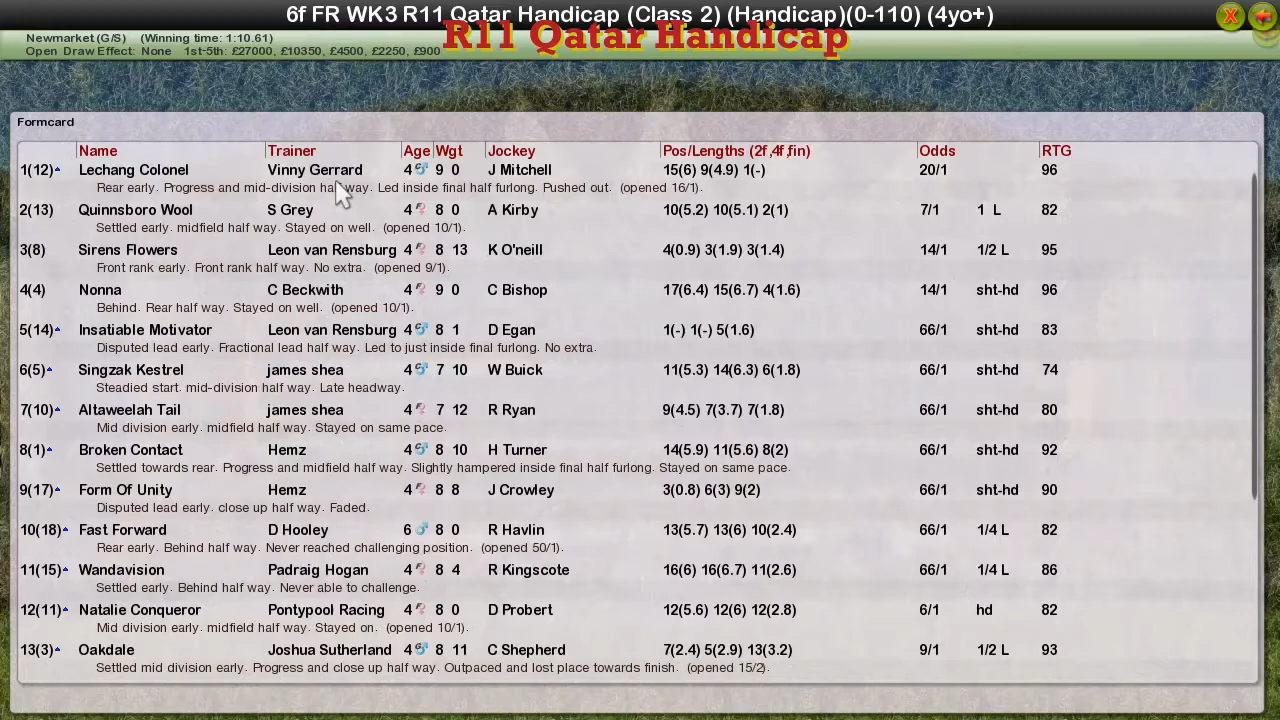 6f FR WK3 R11 Qatar Handicap (Class 2) (Handicap)(0-110) (4yo+)
R11 Qatar Handicap
Newmarket (G/S) (Winning time: 1:10.61)
Open Draw Effect: None 1st-5th: £27000, £10350, £4500, £2250, £900
Formcard
Name Trainer Age Wgt Jockey Pos/Lengths (2f,4f,fin) Odds RTG
1(12) Lechang Colonel Vinny Gerrard 4 9 0 J Mitchell 15(6) 9(4.9) 1(-) 20/1 96
Rear early. Progress and mid-division half way. Led inside final half furlong. Pushed out. (opened 16/1).
2(13) Quinnsboro Wool S Grey 4 8 0 A Kirby 10(5.2) 10(5.1) 2(1) 7/1 1 L 82
Settled early. midfield half way. Stayed on well. (opened 10/1).
3(8) Sirens Flowers Leon van Rensburg 4 8 13 K O'neill 4(0.9) 3(1.9) 3(1.4) 14/1 1/2 L 95
Front rank early. Front rank half way. No extra. (opened 9/1).
4(4) Nonna C Beckwith 4 9 0 C Bishop 17(6.4) 15(6.7) 4(1.6) 14/1 sht-hd 96
Behind. Rear half way. Stayed on well. (opened 10/1).
5(14) Insatiable Motivator Leon van Rensburg 4 8 1 D Egan 1(-) 1(-) 5(1.6) 66/1 sht-hd 83
Disputed lead early. Fractional lead half way. Led to just inside final furlong. No extra.
6(5) Singzak Kestrel james shea 4 7 10 W Buick 11(5.3) 14(6.3) 6(1.8) 66/1 sht-hd 74
Steadied start. mid-division half way. Late headway.
7(10) Altaweelah Tail james shea 4 7 12 R Ryan 9(4.5) 7(3.7) 7(1.8) 66/1 sht-hd 80
Mid division early. midfield half way. Stayed on same pace.
8(1) Broken Contact Hemz 4 8 10 H Turner 14(5.9) 11(5.6) 8(2) 66/1 sht-hd 92
Settled towards rear. Progress and midfield half way. Slightly hampered inside final half furlong. Stayed on same pace.
9(17) Form Of Unity Hemz 4 8 8 J Crowley 3(0.8) 6(3) 9(2) 66/1 sht-hd 90
Disputed lead early. close up half way. Faded.
10(18) Fast Forward D Hooley 6 8 0 R Havlin 13(5.7) 13(6) 10(2.4) 66/1 1/4 L 82
Rear early. Behind half way. Never reached challenging position. (opened 50/1).
11(15) Wandavision Padraig Hogan 4 8 4 R Kingscote 16(6) 16(6.7) 11(2.6) 66/1 1/4 L 86
Settled early. Behind half way. Never able to challenge.
12(11) Natalie Conqueror Pontypool Racing 4 8 0 D Probert 12(5.6) 12(6) 12(2.8) 6/1 hd 82
Mid division early. midfield half way. Stayed on. (opened 10/1).
13(3) Oakdale Joshua Sutherland 4 8 11 C Shepherd 7(2.4) 5(2.9) 13(3.2) 9/1 1/2 L 93
Settled mid division early. Progress and close up half way. Outpaced and lost place towards finish. (opened 15/2).